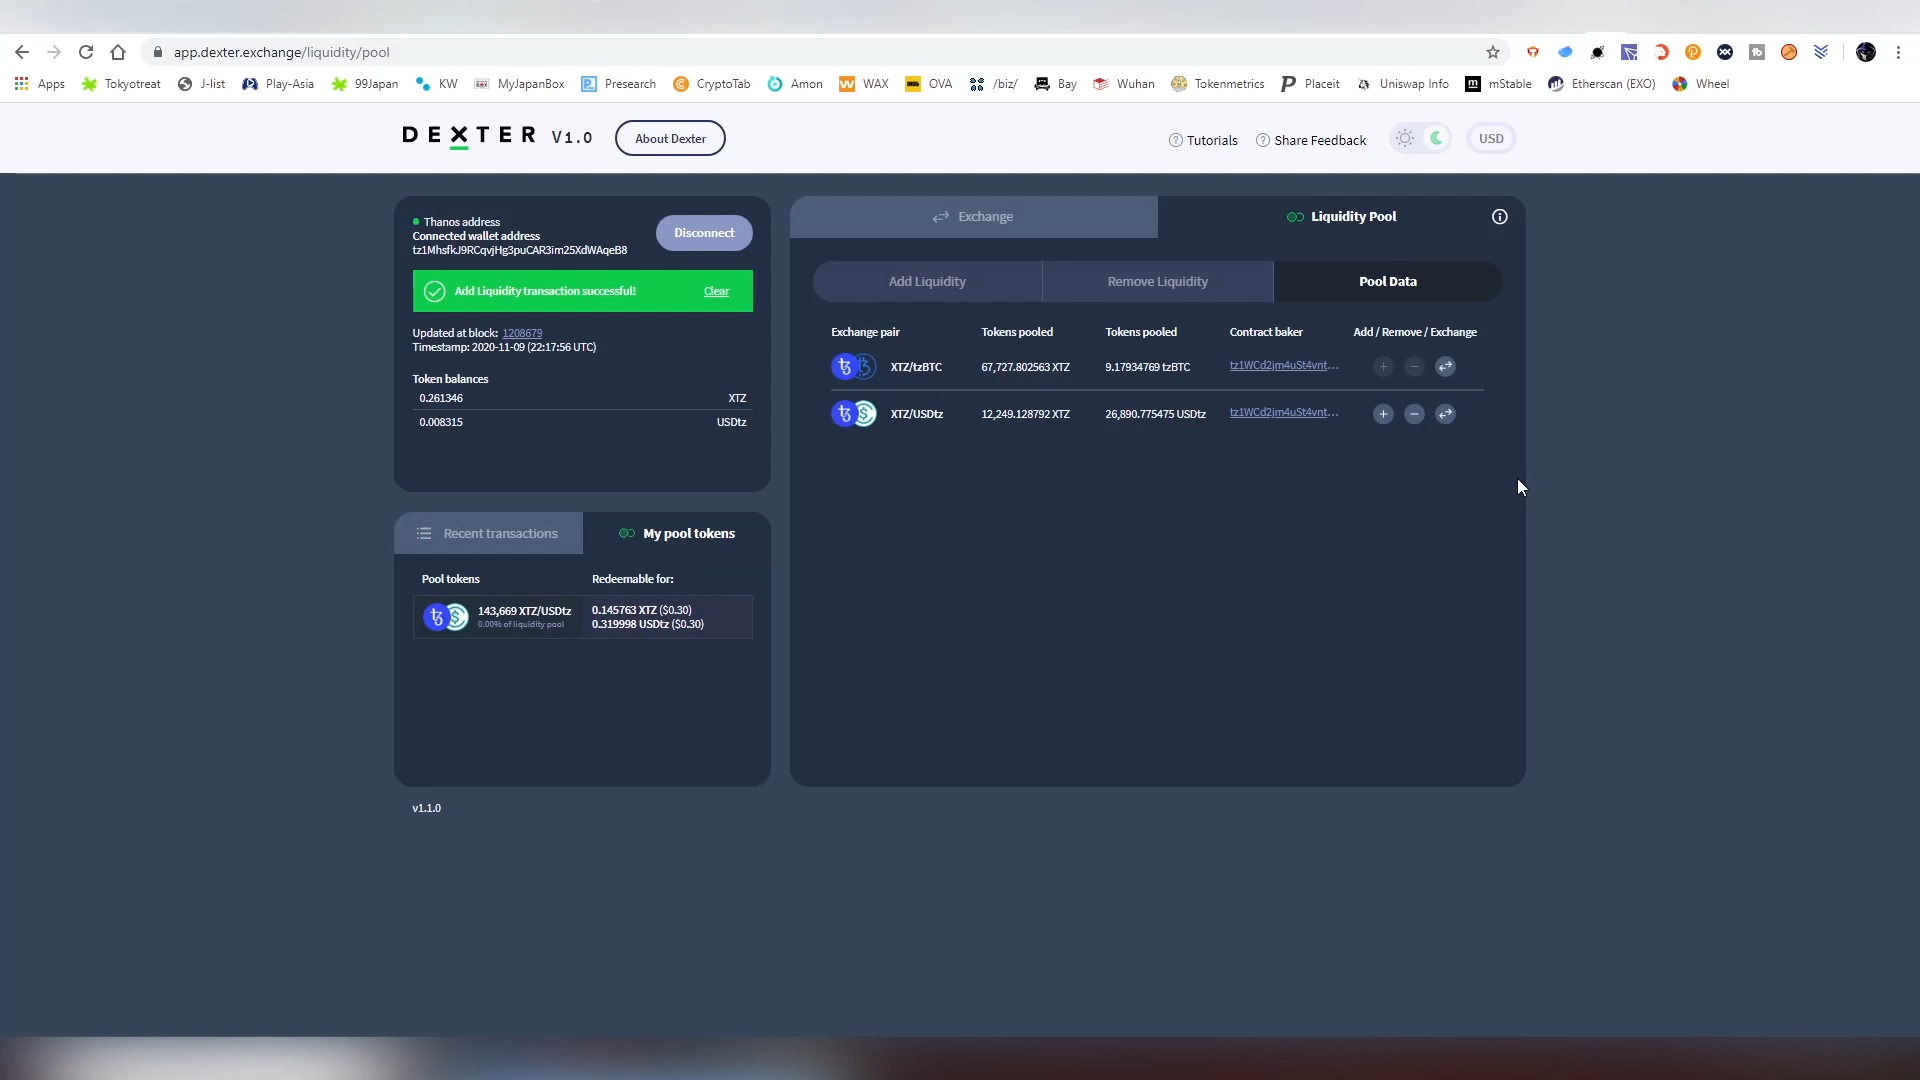 app.dexter.exchange/liquidity/pool
Apps Tokyotreat J-list Play-Asia 99Japan KW MyJapanBox Presearch CryptoTab Amon WAX OVA /biz/ Bay Wuhan Tokenmetrics Placeit Uniswap Info mStable Etherscan (EXO) Wheel
DEXTER V1.0 About Dexter Tutorials Share Feedback USD
Thanos address
Connected wallet address
tz1MhsfkJ9RCqvjHg3puCAR3im25XdWAqeB8
Disconnect
Add Liquidity transaction successful! Clear
Updated at block: 1208679
Timestamp: 2020-11-09 (22:17:56 UTC)
Token balances
0.261346 XTZ
0.008315 USDtz
Recent transactions My pool tokens
Pool tokens Redeemable for:
143,669 XTZ/USDtz 0.145763 XTZ ($0.30)
0.00% of liquidity pool 0.319998 USDtz ($0.30)
v1.1.0
Exchange Liquidity Pool
Add Liquidity Remove Liquidity Pool Data
Exchange pair Tokens pooled Tokens pooled Contract baker Add / Remove / Exchange
XTZ/tzBTC 67,727.802563 XTZ 9.17934769 tzBTC tz1WCd2jm4uSt4vnt...
XTZ/USDtz 12,249.128792 XTZ 26,890.775475 USDtz tz1WCd2jm4uSt4vnt...